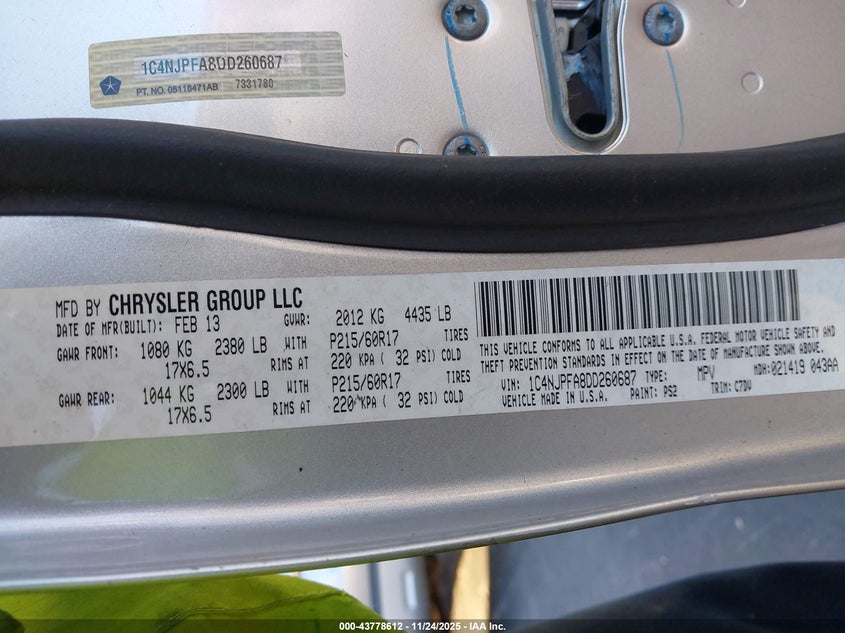 1C4NJPFA8DD260687
PT. NO. 05116471AB 7331780
MFD BY CHRYSLER GROUP LLC
DATE OF MFR(BUILT): FEB 13 GVWR: 2012 KG 4435 LB
GAWR FRONT: 1080 KG 2380 LB WITH P215/60R17 TIRES
17X6.5 RIMS AT 220 KPA ( 32 PSI) COLD
GAWR REAR: 1044 KG 2300 LB WITH P215/60R17 TIRES
17X6.5 RIMS AT 220 KPA ( 32 PSI) COLD
THIS VEHICLE CONFORMS TO ALL APPLICABLE U.S.A. FEDERAL MOTOR VEHICLE SAFETY AND
THEFT PREVENTION STANDARDS IN EFFECT ON THE DATE OF MANUFACTURE SHOWN ABOVE.
VIN: 1C4NJPFA8DD260687 TYPE: MPV MDH: 021419 043AA
VEHICLE MADE IN U.S.A. PAINT: PS2 TRIM: C7DV
000-43778612 - 11/24/2025 - IAA Inc.